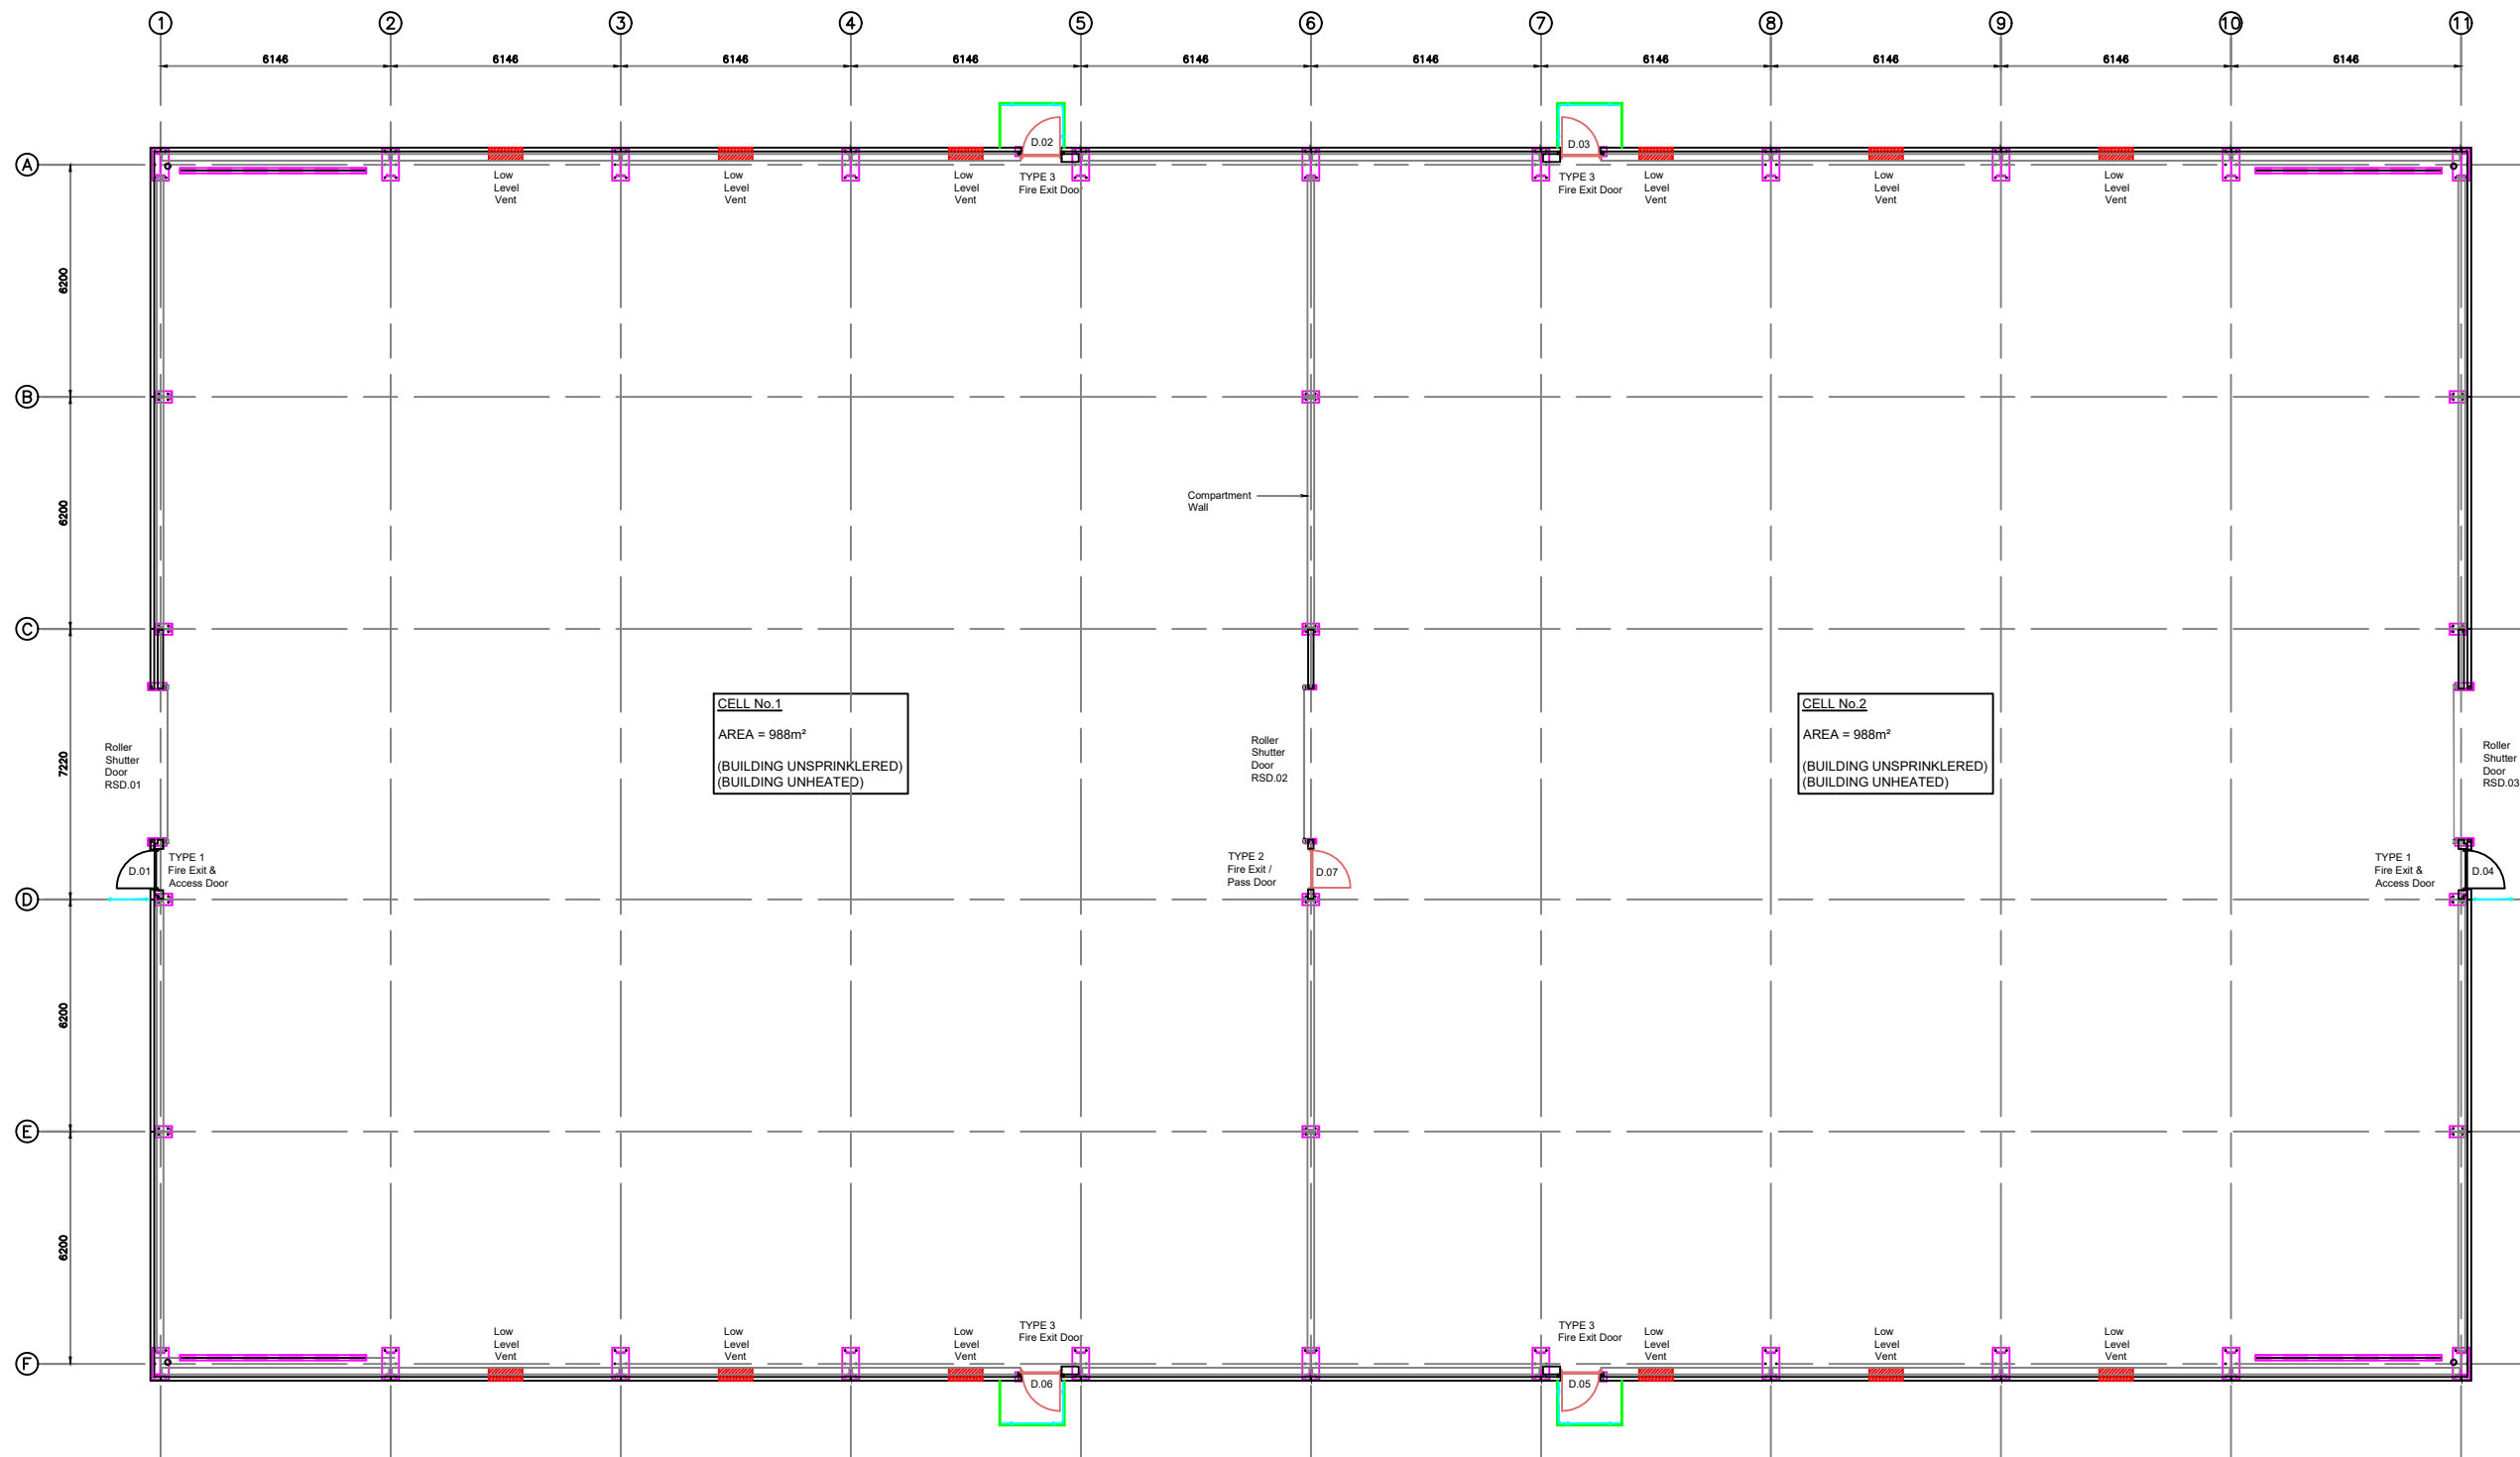 1 2 3 4 5 6 7 8 9 10 11
6146 6146 6146 6146 6146 6146 6146 6146 6146 6146
D.02
D.03
A
Low
Level
Vent
Low
Level
Vent
Low
Level
Vent
TYPE 3
Fire Exit Door
TYPE 3
Fire Exit Door
Low
Level
Vent
Low
Level
Vent
Low
Level
Vent
6200
B
6200
Compartment
Wall
C
7220
Roller
Shutter
Door
RSD.01
CELL No.1
AREA = 988m²
(BUILDING UNSPRINKLERED)
(BUILDING UNHEATED)
Roller
Shutter
Door
RSD.02
CELL No.2
AREA = 988m²
(BUILDING UNSPRINKLERED)
(BUILDING UNHEATED)
Roller
Shutter
Door
RSD.03
D.01
TYPE 1
Fire Exit &
Access Door
TYPE 2
Fire Exit /
Pass Door
D.07
TYPE 1
Fire Exit &
Access Door
D.04
D
6200
E
6200
Low
Level
Vent
Low
Level
Vent
Low
Level
Vent
TYPE 3
Fire Exit Door
TYPE 3
Fire Exit Door
Low
Level
Vent
Low
Level
Vent
Low
Level
Vent
F
D.06
D.05